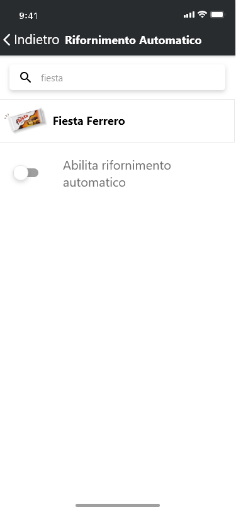 9:41
Indietro Rifornimento Automatico
fiesta
Fiesta Ferrero
Abilita rifornimento
automatico